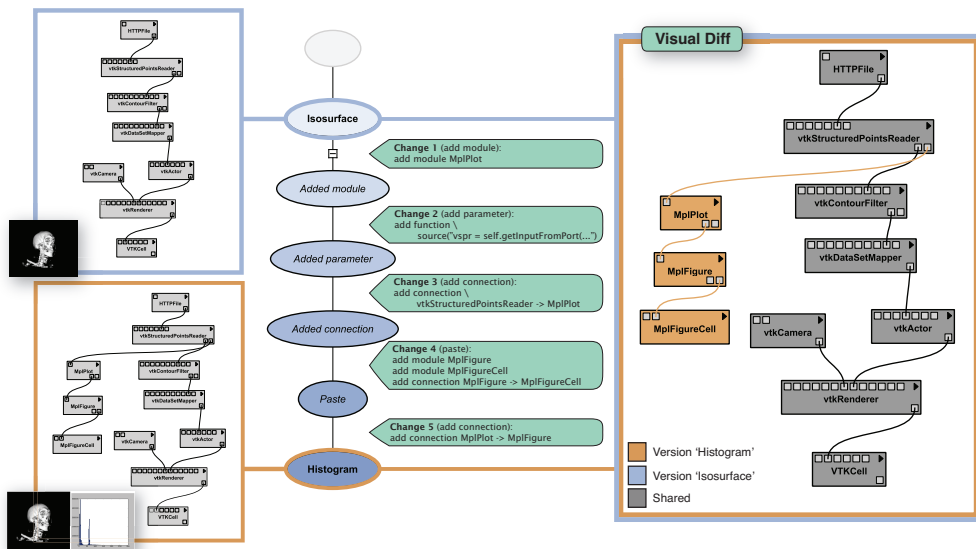 HTTPFile
vtkStructuredPointsReader
vtkContourFilter
vtkDataSetMapper
vtkCamera
vtkActor
vtkRenderer
VTKCell
HTTPFile
vtkStructuredPointsReader
MplPlot
vtkContourFilter
MplFigure
vtkDataSetMapper
MplFigureCell
vtkCamera
vtkActor
vtkRenderer
VTKCell
Isosurface
Change 1 (add module):
add module MplPlot
Added module
Change 2 (add parameter):
add function \
source("vspr = self.getInputFromPort(...")
Added parameter
Change 3 (add connection):
add connection \
vtkStructuredPointsReader -> MplPlot
Added connection
Change 4 (paste):
add module MplFigure
add module MplFigureCell
add connection MplFigure -> MplFigureCell
Paste
Change 5 (add connection):
add connection MplPlot -> MplFigure
Histogram
Visual Diff
HTTPFile
vtkStructuredPointsReader
MplPlot
vtkContourFilter
MplFigure
vtkDataSetMapper
MplFigureCell
vtkCamera
vtkActor
vtkRenderer
VTKCell
Version 'Histogram'
Version 'Isosurface'
Shared